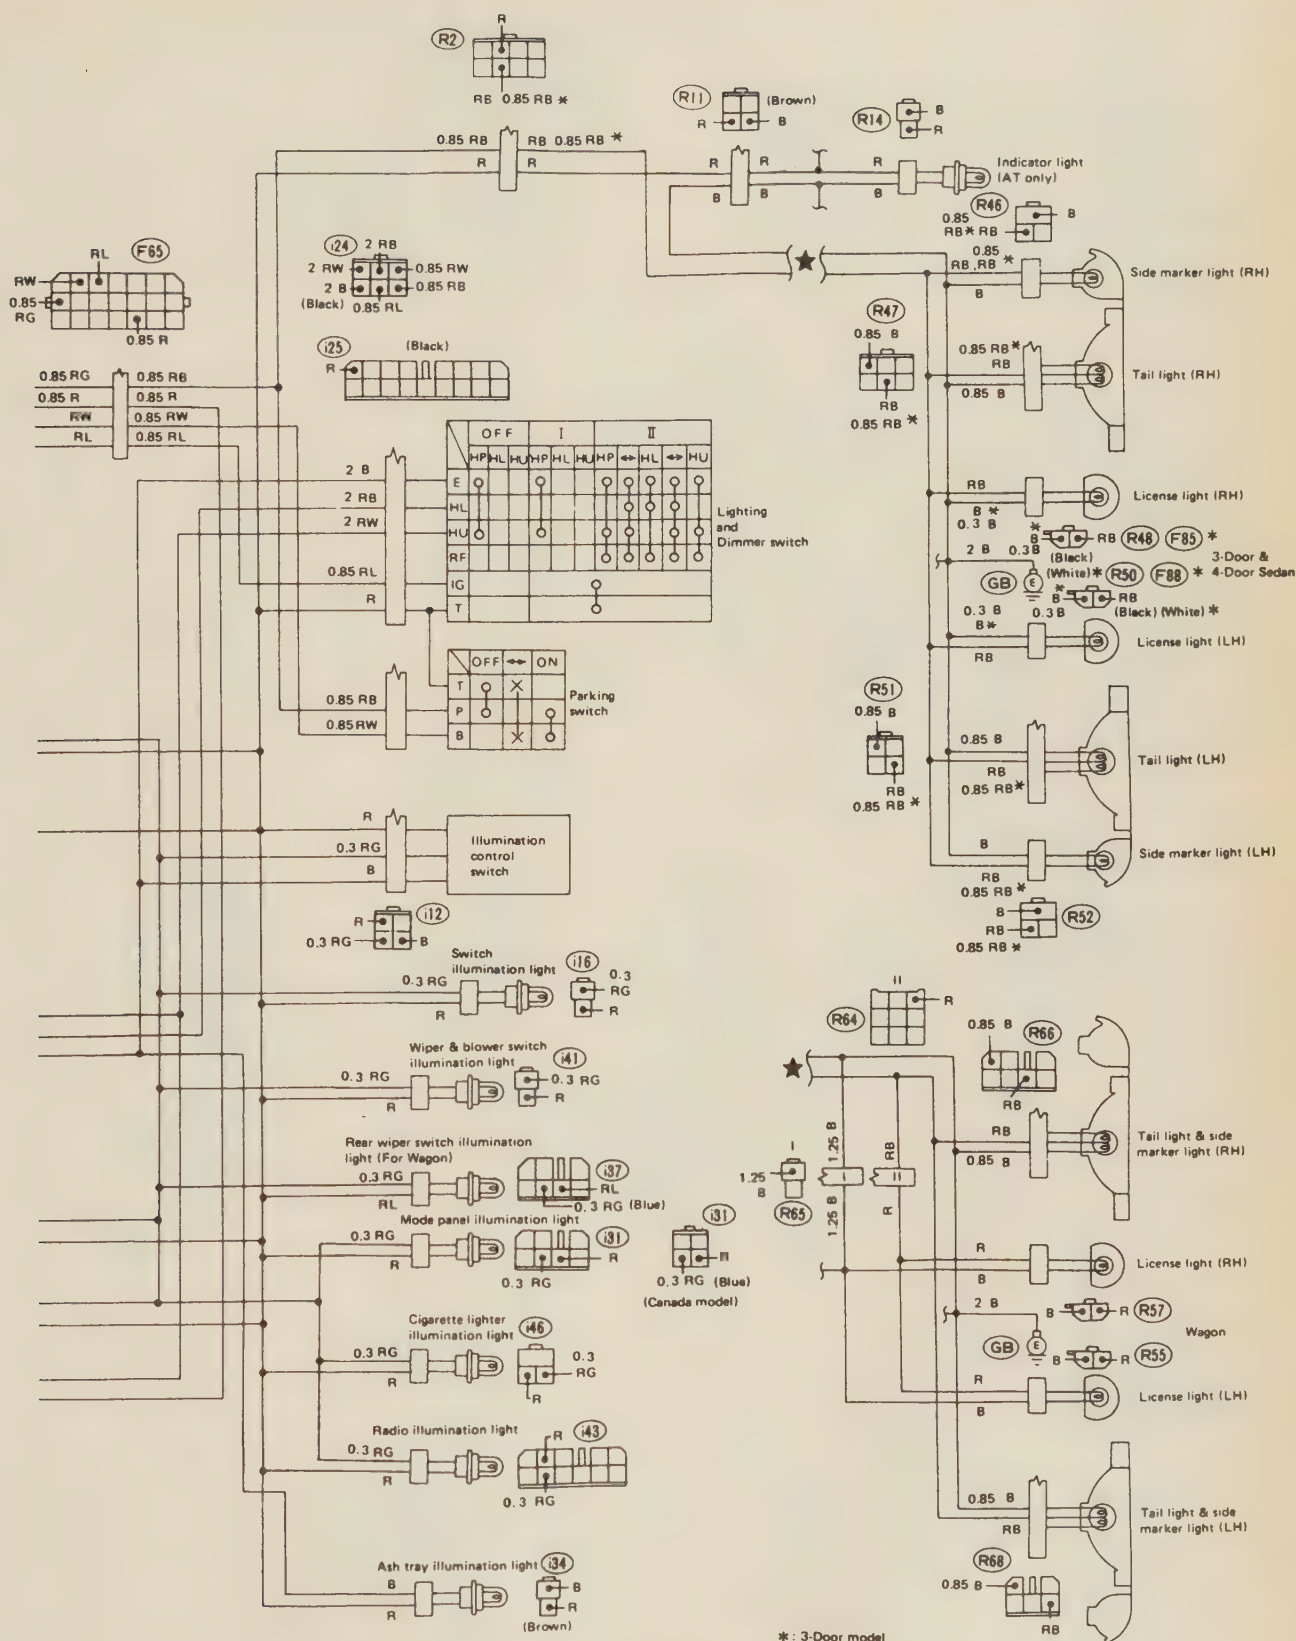 R
R2
RB 0.85 RB *
R11
(Brown)
R
B
R14
B
R
0.85 RB
RB 0.85 RB *
R
R
R
R
R
B
B
B
Indicator light
(AT only)
R46
0.85
RB * RB
B
RL
F65
RW
0.85
RG
0.85 R
i24
2 RB
2 RW
0.85 RW
2 B
0.85 RB
(Black)
0.85 RL
0.85
RB, RB *
B
Side marker light (RH)
R47
0.85 B
RB
0.85 RB *
0.85 RB *
RB
0.85 B
Tail light (RH)
i25
(Black)
R
0.85 RG
0.85 RB
0.85 R
0.85 R
RW
0.85 RW
RL
0.85 RL
OFF I II
HP HL HU HP HL HU HP ↔ HL ↔ HU
E
HL
HU
RF
IG
T
2 B
2 RB
2 RW
0.85 RL
R
Lighting
and
Dimmer switch
RB
B *
0.3 B
License light (RH)
*
B
RB
R48
F85 *
2 B
0.3B
(Black)
(White) *
3-Door &
4-Door Sedan
R50
F88 *
GB
E
*
B
RB
0.3 B
0.3 B
(Black) (White) *
B*
RB
License light (LH)
OFF ↔ ON
T
P
B
0.85 RB
0.85 RW
Parking
switch
R51
0.85 B
RB
0.85 RB *
0.85 B
RB
0.85 RB *
Tail light (LH)
R
0.3 RG
B
Illumination
control
switch
B
RB
0.85 RB *
Side marker light (LH)
B
RB
0.85 RB *
R52
i12
R
0.3 RG
B
Switch
illumination light
0.3 RG
R
i16
0.3
RG
R
Wiper & blower switch
illumination light
0.3 RG
R
i41
0.3 RG
R
Rear wiper switch illumination
light (For Wagon)
0.3 RG
RL
i37
RL
0.3 RG (Blue)
Mode panel illumination light
0.3 RG
R
i31
R
0.3 RG
i31
R
0.3 RG (Blue)
(Canada model)
Cigarette lighter
illumination light
0.3 RG
R
i46
0.3
RG
R
Radio illumination light
0.3 RG
R
R
i43
0.3 RG
Ash tray illumination light
B
R
i34
B
R
(Brown)
II
R64
R
★
0.85 B
R66
RB
RB
0.85 B
Tail light & side
marker light (RH)
I
1.25
B
R65
1.25 B
I
1.25 B
RB
II
R
R
B
License light (RH)
2 B
B
R
R57
GB
E
Wagon
B
R
R55
R
B
License light (LH)
0.85 B
RB
Tail light & side
marker light (LH)
R68
0.85 B
RB
* : 3-Door model